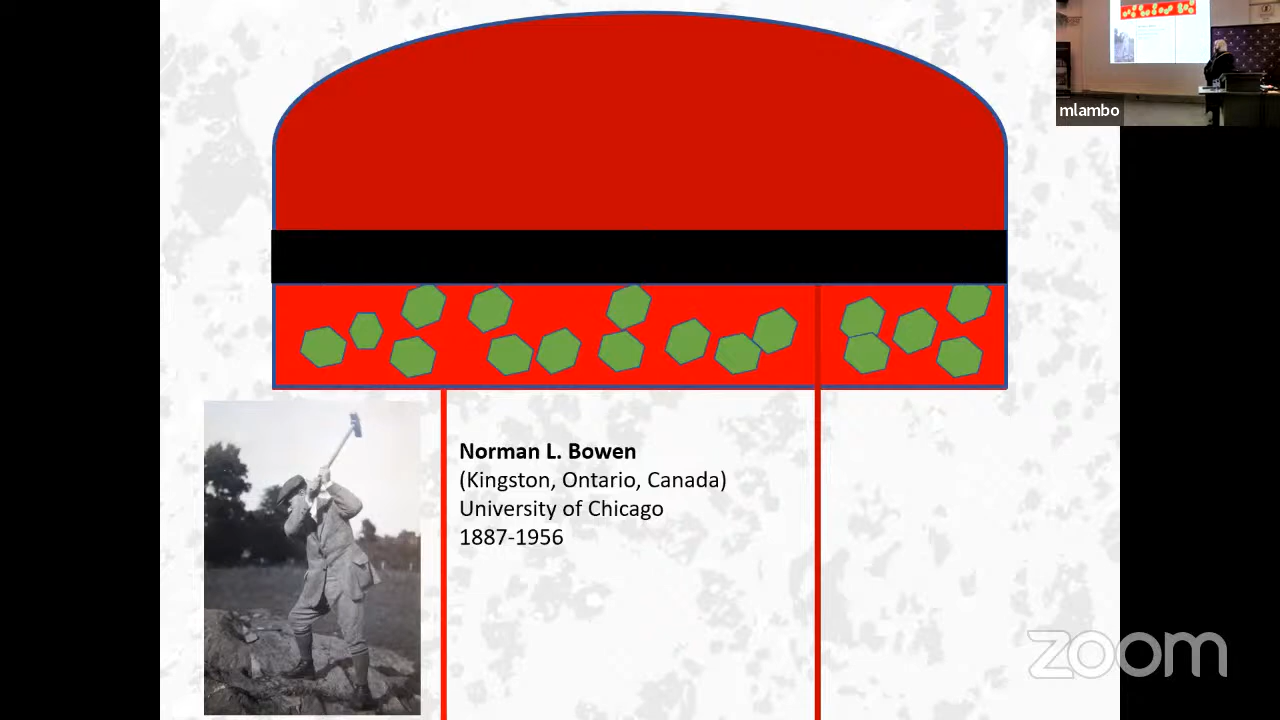 mlambo
Norman L. Bowen
(Kingston, Ontario, Canada)
University of Chicago
1887-1956
zoom